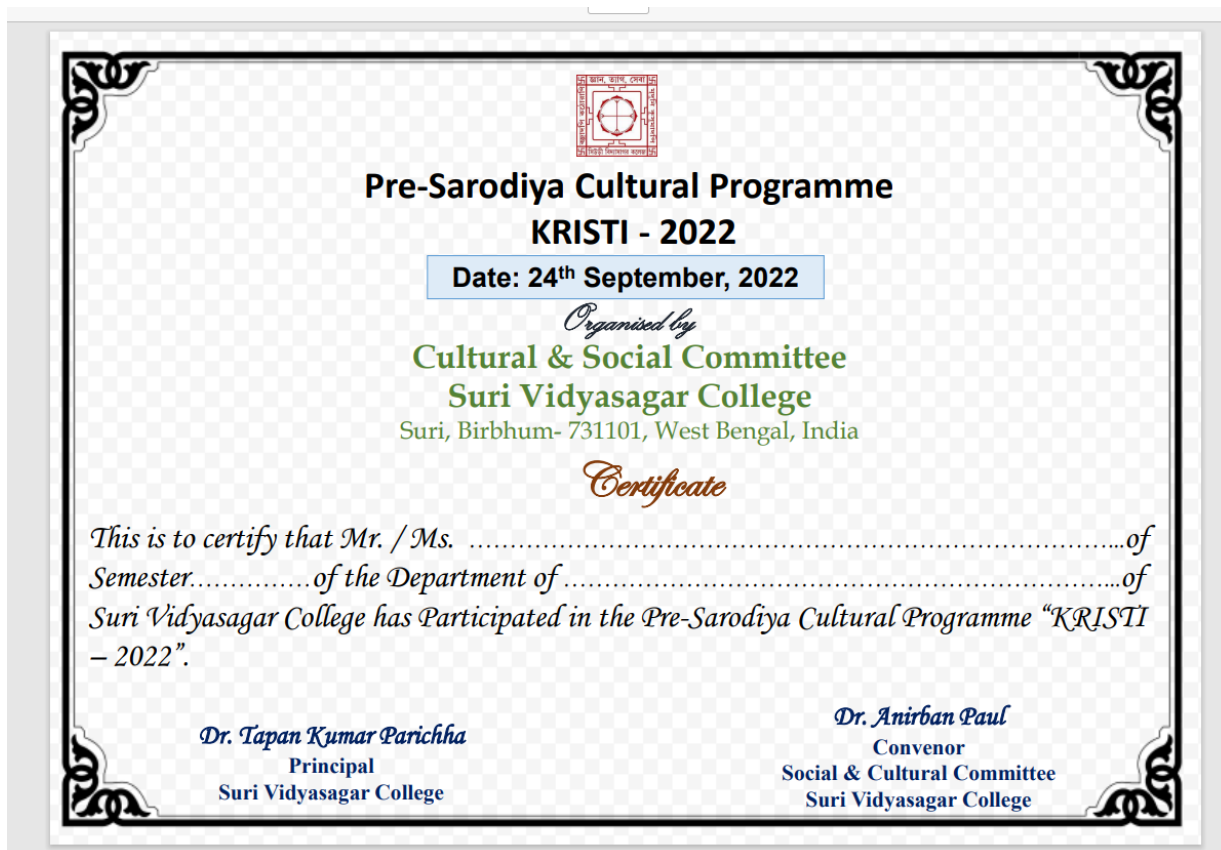 জ্ঞান, ত্যাগ, সেবা
সিউড়ী বিদ্যাসাগর কলেজ
Pre-Sarodiya Cultural Programme
KRISTI - 2022
Date: 24th September, 2022
Organised by
Cultural & Social Committee
Suri Vidyasagar College
Suri, Birbhum- 731101, West Bengal, India
Certificate
This is to certify that Mr. / Ms. ………………………………………………………………………...of
Semester……………of the Department of ……………………………………………………………...of
Suri Vidyasagar College has Participated in the Pre-Sarodiya Cultural Programme “KRISTI
– 2022”.
Dr. Tapan Kumar Parichha
Principal
Suri Vidyasagar College
Dr. Anirban Paul
Convenor
Social & Cultural Committee
Suri Vidyasagar College